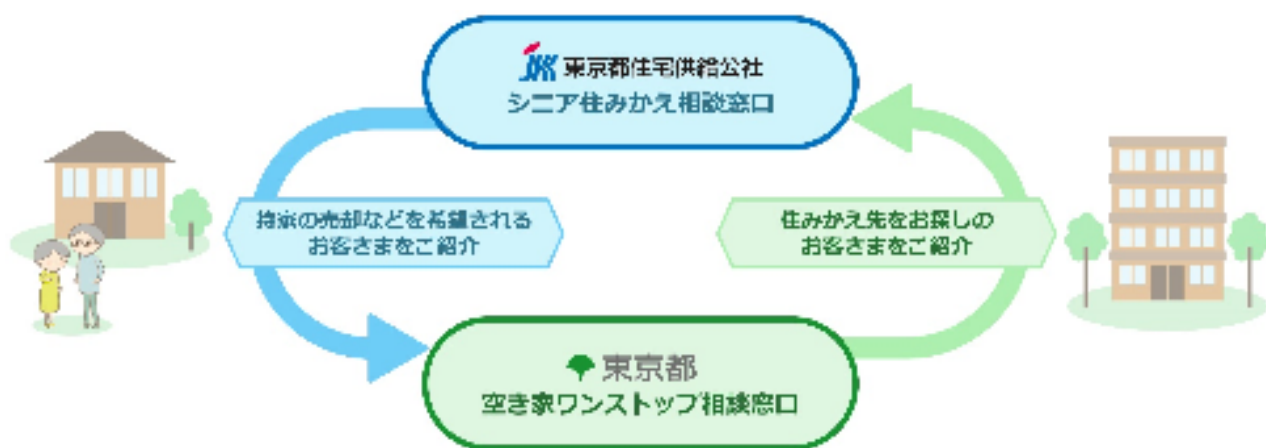 JKK 東京都住宅供給公社
シニア住みかえ相談窓口
持家の売却などを希望される
お客さまをご紹介
住みかえ先をお探しの
お客さまをご紹介
東京都
空き家ワンストップ相談窓口